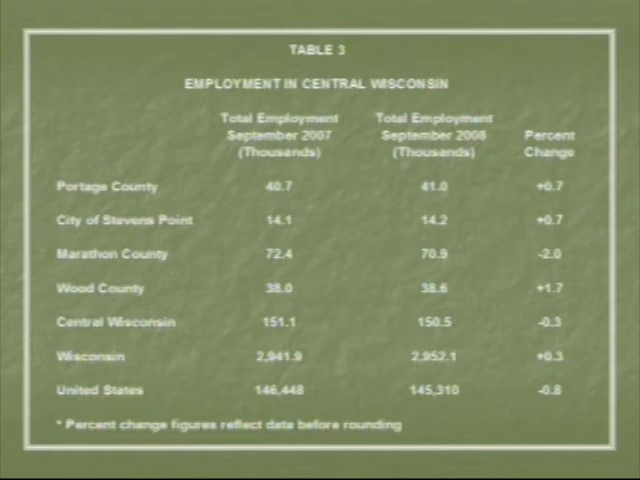 TABLE 3
EMPLOYMENT IN CENTRAL WISCONSIN
Total Employment Total Employment
September 2007 September 2008 Percent
(Thousands) (Thousands) Change
Portage County 40.7 41.0 +0.7
City of Stevens Point 14.1 14.2 +0.7
Marathon County 72.4 70.9 -2.0
Wood County 38.0 38.6 +1.7
Central Wisconsin 151.1 150.5 -0.3
Wisconsin 2,941.9 2,952.1 +0.3
United States 146,448 145,310 -0.8
* Percent change figures reflect data before rounding